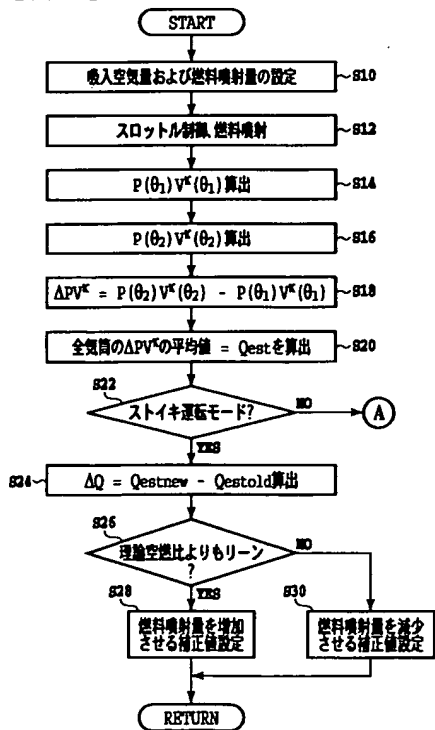 START
吸入空気量および燃料噴射量の設定
S10
スロットル制御、燃料噴射
S12
P(θ1)Vκ(θ1)算出
S14
P(θ2)Vκ(θ2)算出
S16
ΔPVκ = P(θ2)Vκ(θ2) - P(θ1)Vκ(θ1)
S18
全気筒のΔPVκの平均値 = Qestを算出
S20
S22
ストイキ運転モード?
NO
A
YES
S24
ΔQ = Qestnew - Qestold算出
S26
理論空燃比よりもリーン
?
NO
YES
S28
燃料噴射量を増加
させる補正値設定
S30
燃料噴射量を減少
させる補正値設定
RETURN